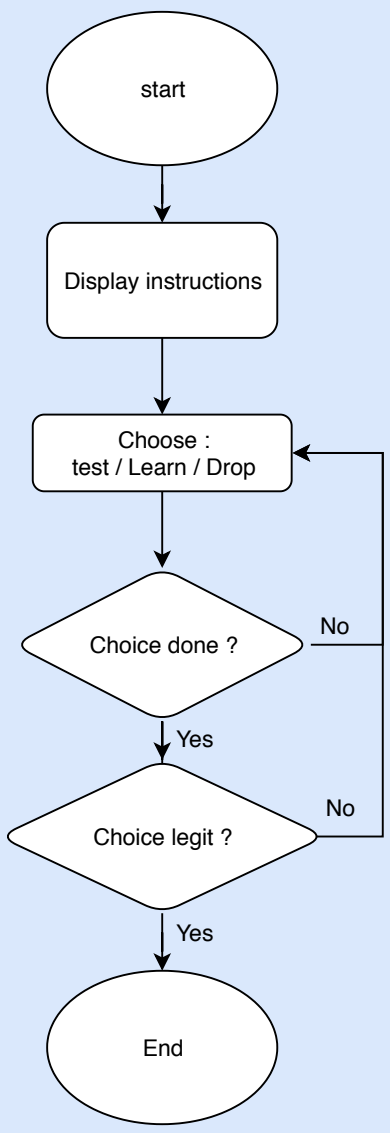 start
Display instructions
Choose :
test / Learn / Drop
Choice done ?
No
Yes
Choice legit ?
No
Yes
End